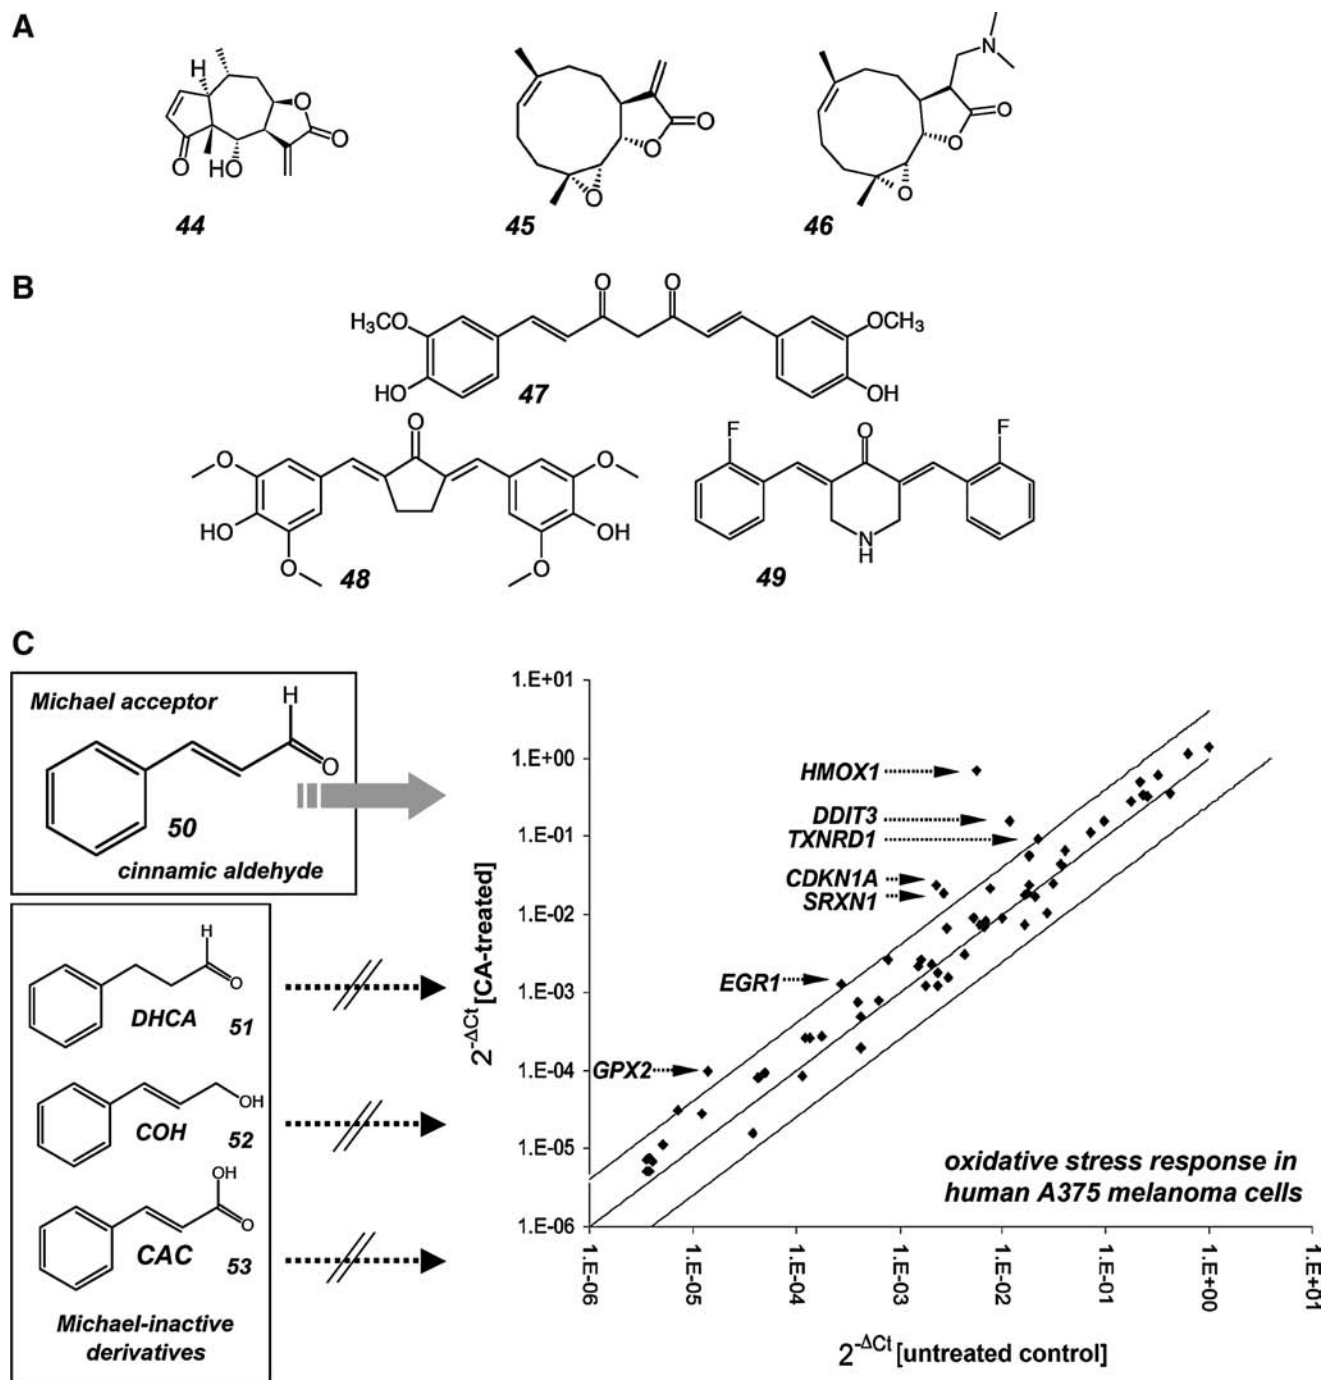 A
H
O
O
O
HO
44
O
O
O
45
N
O
O
O
46
B
O
O
H3CO
OCH3
HO
OH
47
O
O
O
HO
OH
O
O
48
F
O
F
N
H
49
C
Michael acceptor
H
O
50
cinnamic aldehyde
H
O
DHCA
51
OH
COH
52
OH
O
CAC
53
Michael-inactive
derivatives
2^-ΔCt [CA-treated]
1.E+01
1.E+00
1.E-01
1.E-02
1.E-03
1.E-04
1.E-05
1.E-06
HMOX1
DDIT3
TXNRD1
CDKN1A
SRXN1
EGR1
GPX2
oxidative stress response in
human A375 melanoma cells
1.E-06
1.E-05
1.E-04
1.E-03
1.E-02
1.E-01
1.E+00
1.E+01
2^-ΔCt [untreated control]